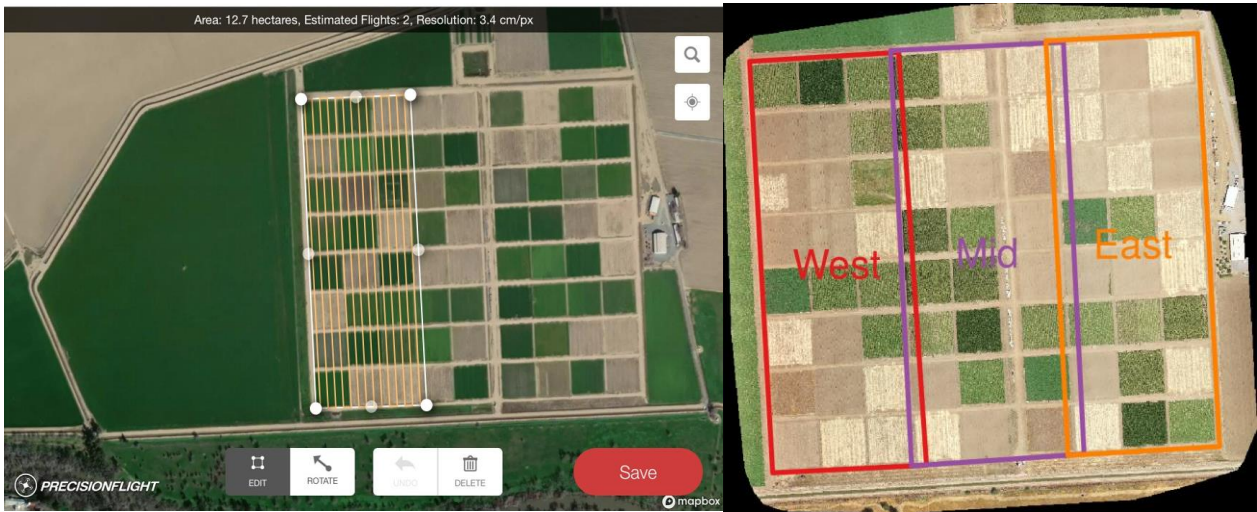 Area: 12.7 hectares, Estimated Flights: 2, Resolution: 3.4 cm/px
West
Mid
East
EDIT
ROTATE
UNDO
DELETE
Save
PRECISIONFLIGHT
mapbox